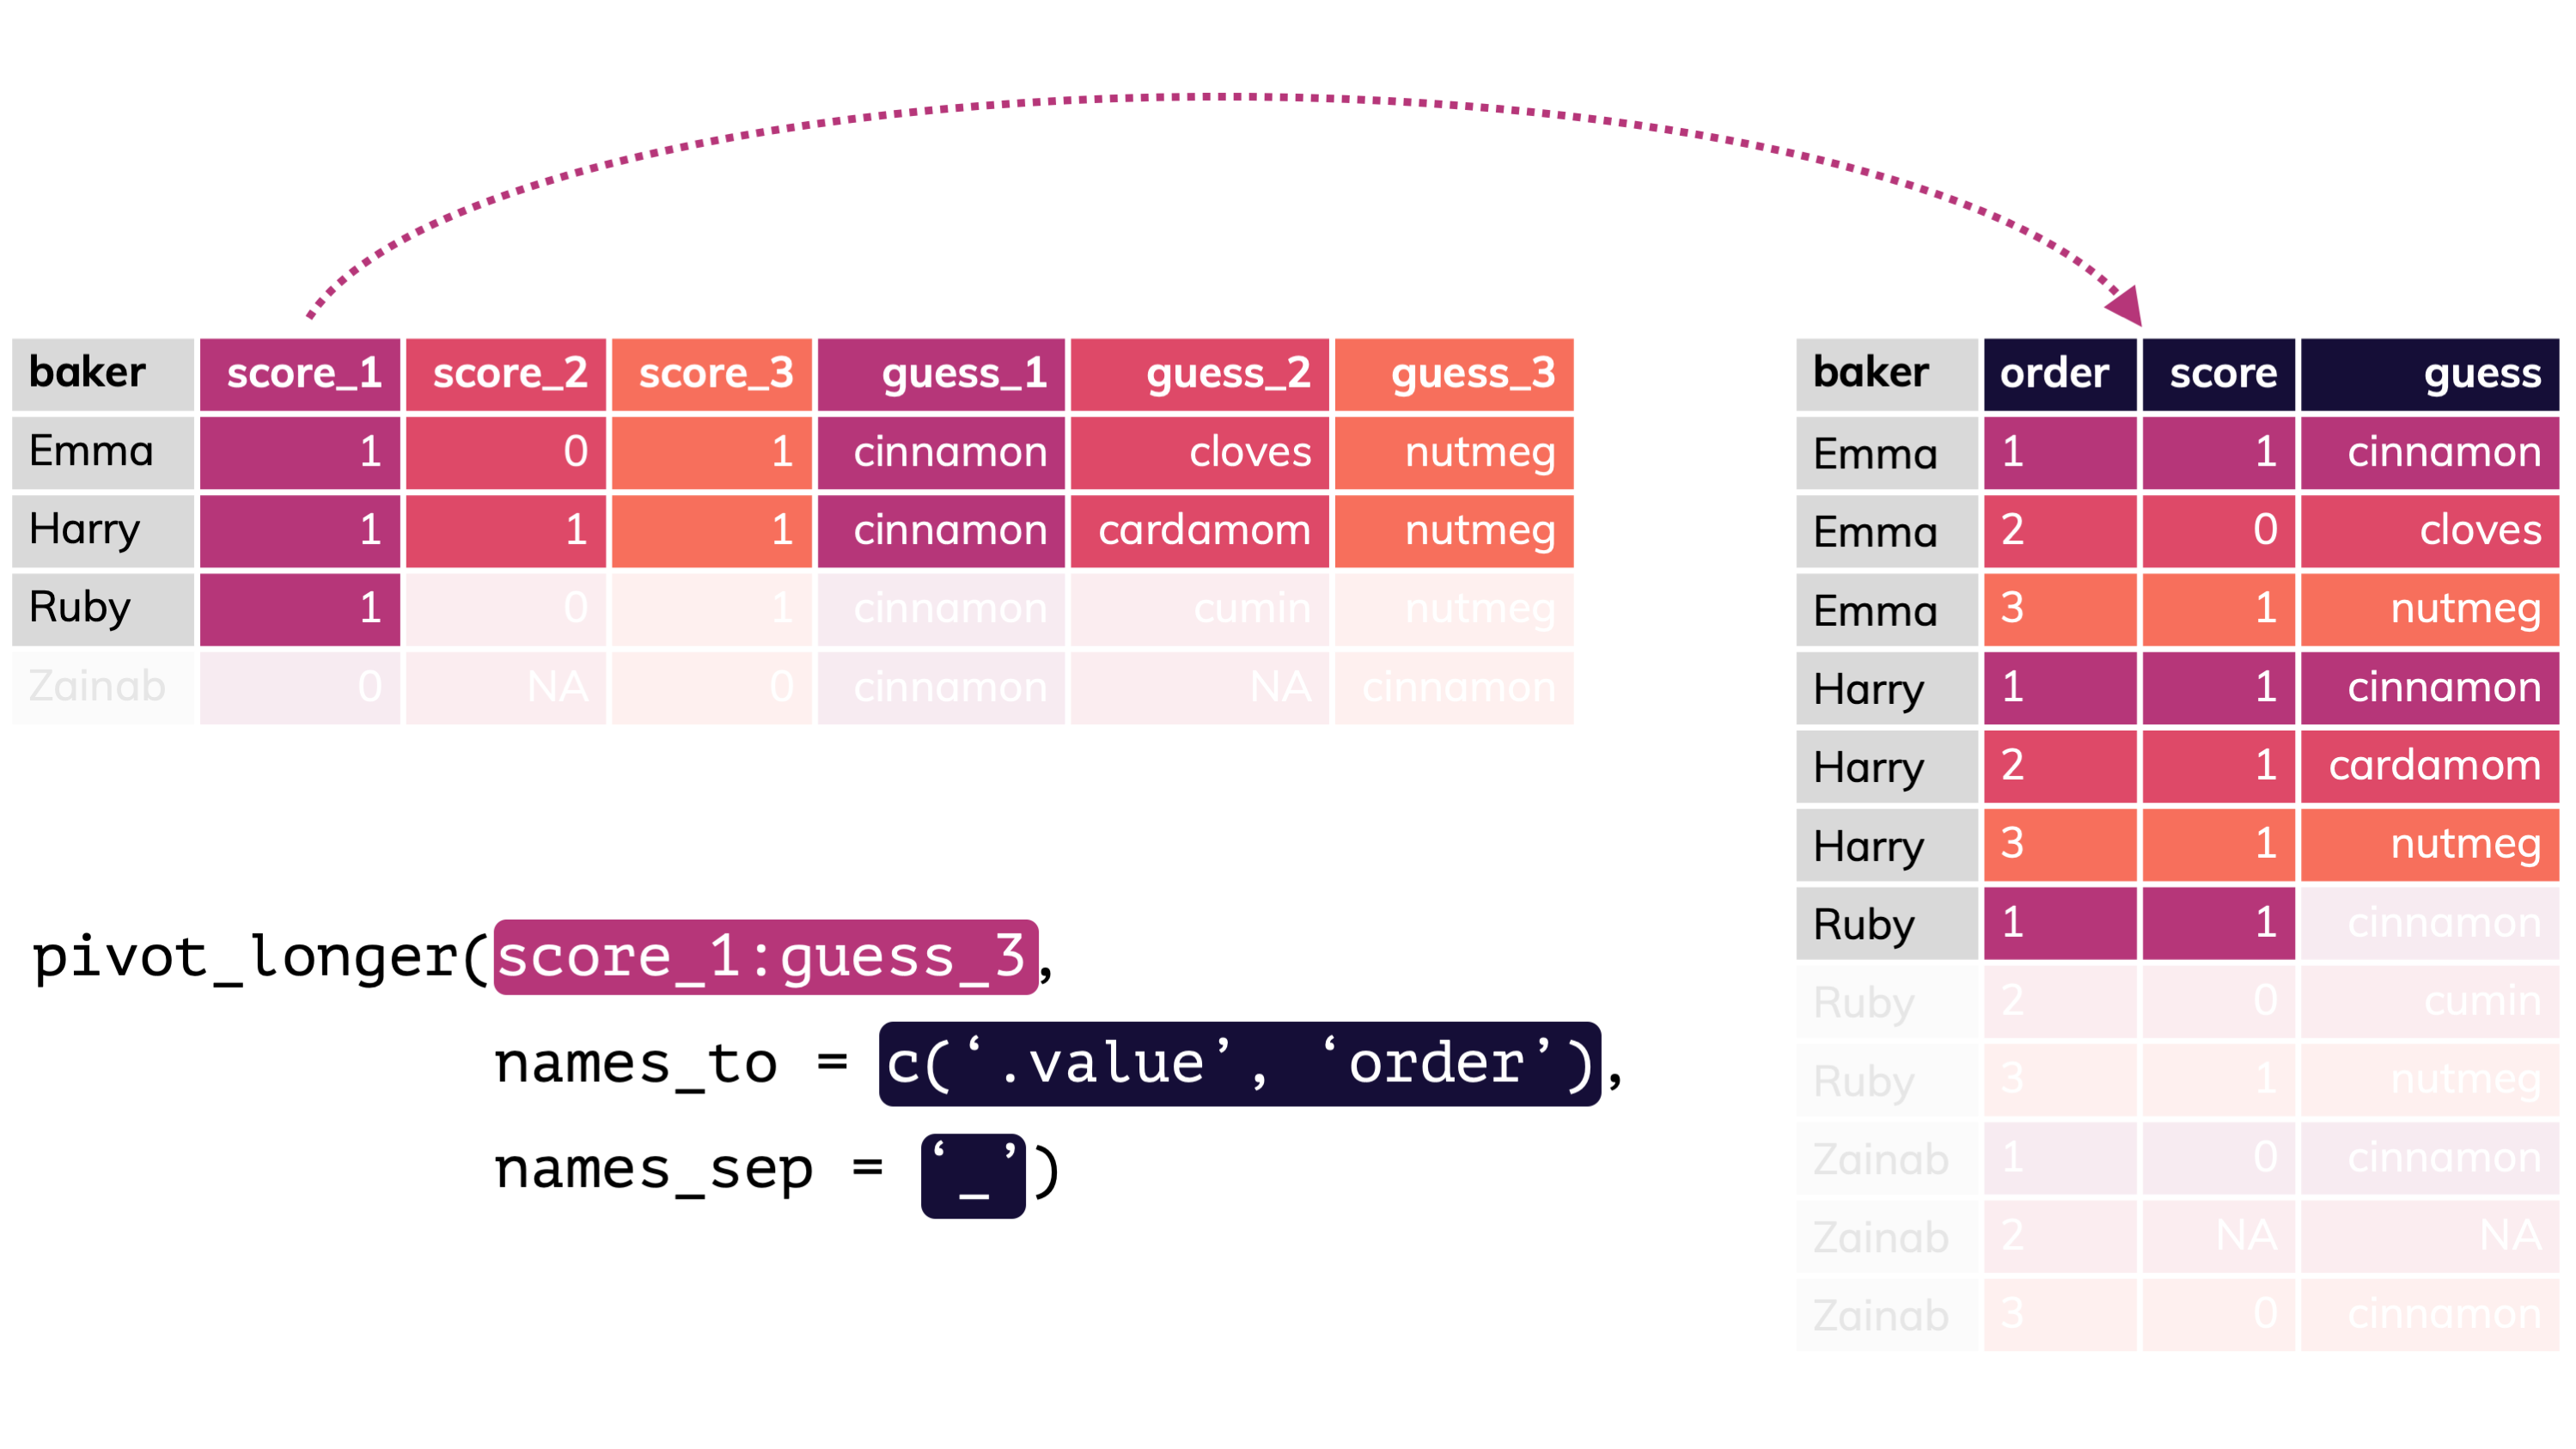 baker score_1 score_2 score_3 guess_1 guess_2 guess_3
Emma 1 0 1 cinnamon cloves nutmeg
Harry 1 1 1 cinnamon cardamom nutmeg
Ruby 1 0 1 cinnamon cumin nutmeg
Zainab 0 NA 0 cinnamon NA cinnamon
pivot_longer(score_1:guess_3,
names_to = c(‘.value’, ‘order’),
names_sep = ‘_’)
baker order score guess
Emma 1 1 cinnamon
Emma 2 0 cloves
Emma 3 1 nutmeg
Harry 1 1 cinnamon
Harry 2 1 cardamom
Harry 3 1 nutmeg
Ruby 1 1 cinnamon
Ruby 2 0 cumin
Ruby 3 1 nutmeg
Zainab 1 0 cinnamon
Zainab 2 NA NA
Zainab 3 0 cinnamon